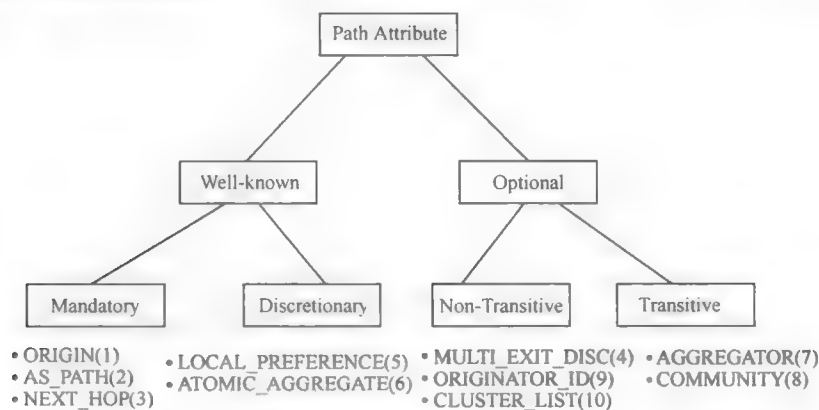 Path Attribute
Well-known
Optional
Mandatory
Discretionary
Non-Transitive
Transitive
• ORIGIN(1)
• AS_PATH(2)
• NEXT_HOP(3)
• LOCAL_PREFERENCE(5)
• ATOMIC_AGGREGATE(6)
• MULTI_EXIT_DISC(4)
• ORIGINATOR_ID(9)
• CLUSTER_LIST(10)
• AGGREGATOR(7)
• COMMUNITY(8)